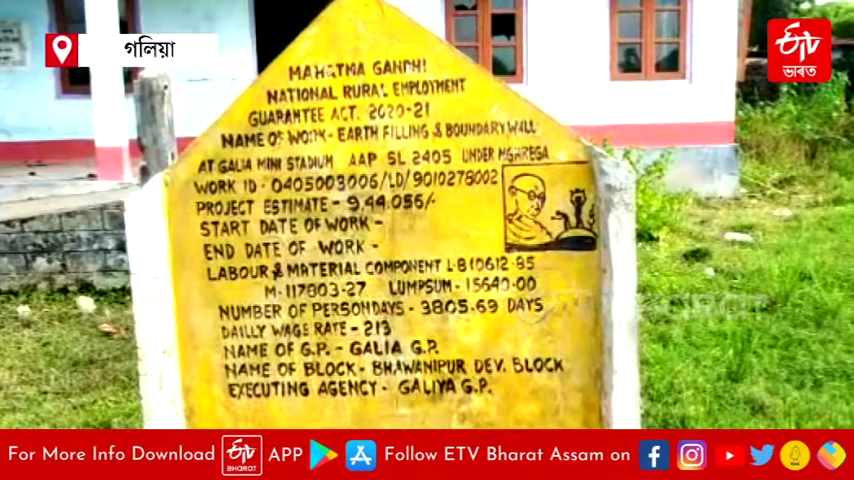 গলিয়া
ভাৰত
MAHATMA GANDHI
NATIONAL RURAL EMPLOYMENT
GUARANTEE ACT. 2020-21
NAME OF WORK- EARTH FILLING & BOUNDARY WALL
AT GALIA MINI STADIUM AAP SL 2405 UNDER MGNREGA
WORK ID - 0405003006/LD/9010278002
PROJECT ESTIMATE - 9,44,056/-
START DATE OF WORK -
END DATE OF WORK -
LABOUR & MATERIAL COMPONENT L-810612-85
M-117803-27 LUMPSUM- 15640-00
NUMBER OF PERSONDAYS- 3805-69 DAYS
DAILLY WAGE RATE - 213
NAME OF G.P. - GALIA G.P.
NAME OF BLOCK- BHAWANIPUR DEV. BLOCK
EXECUTING AGENCY- GALIYA G.P.
For More Info Download ETV BHARAT APP Follow ETV Bharat Assam on